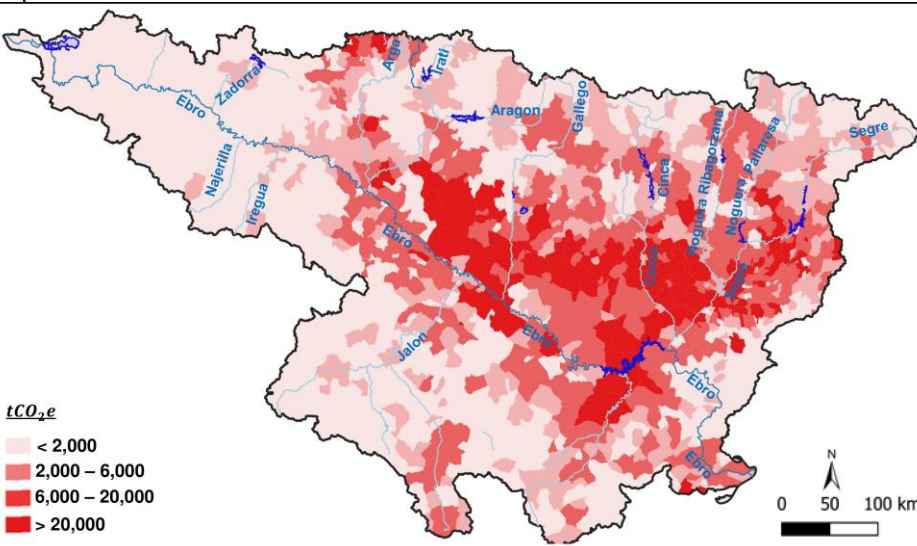 Arga
Irati
Zadorra
Ebro
Aragon
Gallego
Segre
Najerilla
Iregua
Cinca
Noguera Ribagorzana
Noguera Pallaresa
Ebro
Cinca
Segre
Jalon
Ebro
Ebro
Ebro
tCO₂e
< 2,000
2,000 – 6,000
6,000 – 20,000
> 20,000
N
0 50 100 km